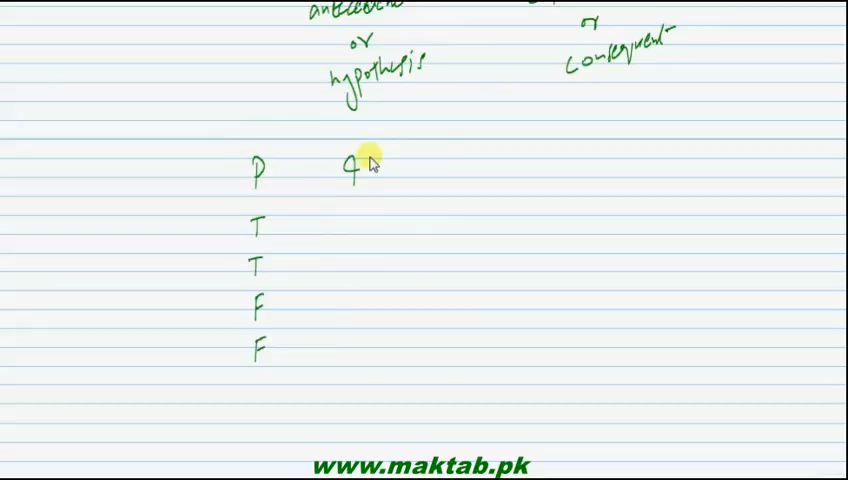 or
or
consequent
hypothesis
P q
T
T
F
F
www.maktab.pk